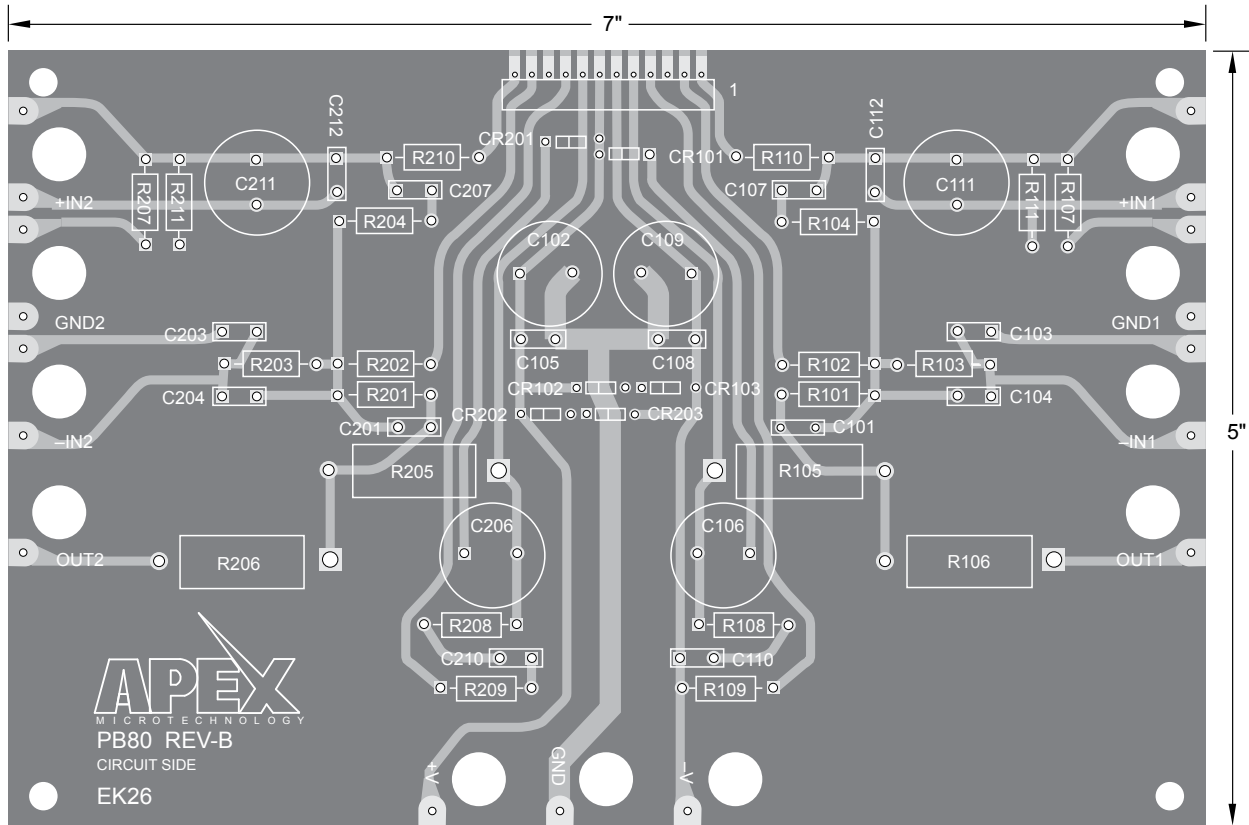 7"
1
C212
C112
CR201
CR101
R210
R110
C211
C111
C207
C107
R207
R211
R111
R107
+IN2
+IN1
R204
R104
C102
C109
GND2
GND1
C203
C103
C105
C108
R203
R202
R102
R103
CR102
CR103
C204
R201
R101
C104
CR202
CR203
C201
C101
–IN2
–IN1
5"
R205
R105
C206
C106
OUT2
R206
R106
OUT1
R208
R108
C210
C110
R209
R109
APEX
MICROTECHNOLOGY
PB80 REV-B
CIRCUIT SIDE
EK26
+V
GND
–V